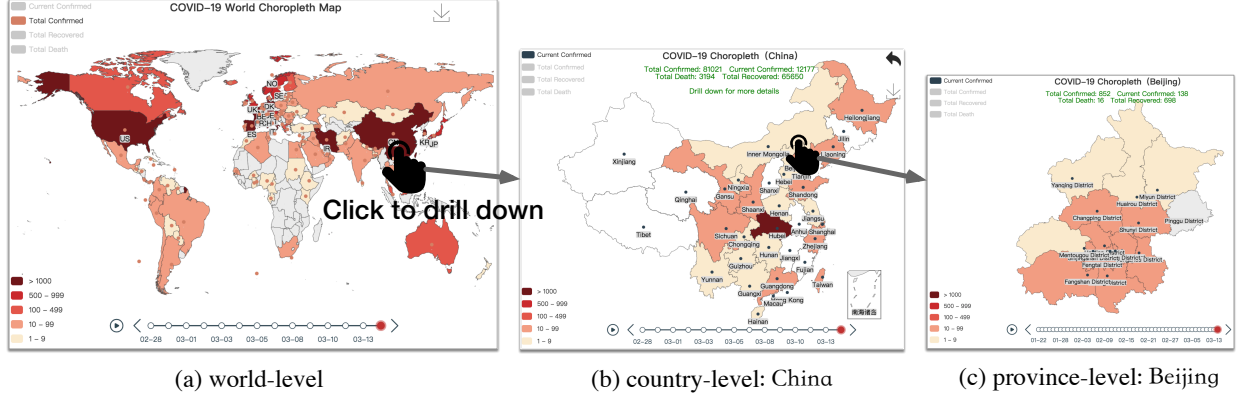 Current Confirmed
Total Confirmed
Total Recovered
Total Death
COVID-19 World Choropleth Map
NO
SE
UK
DK
BE
ES
IT
US
IR
KR
JP
Click to drill down
> 1000
500 - 999
100 - 499
10 - 99
1 - 9
02-28
03-01
03-03
03-08
03-10
03-13
(a) world-level
Current Confirmed
Total Confirmed
Total Recovered
Total Death
COVID-19 Choropleth (China)
Total Confirmed: 81021 Current Confirmed: 12177
Total Death: 3194 Total Recovered: 65650
Drill down for more details
Heilongjiang
Jilin
Liaoning
Xinjiang
Inner Mongolia
Tianjin
Hebei
Ningxia
Shanxi
Shandong
Qinghai
Gansu
Shaanxi
Henan
Jiangsu
Tibet
Sichuan
Hubei
Anhui
Shanghai
Chongqing
Zhejiang
Hunan
Jiangxi
Guizhou
Fujian
Yunnan
Guangxi
Guangdong
Taiwan
Hong Kong
Macau
Hainan
南海诸岛
> 1000
500 - 999
100 - 499
10 - 99
1 - 9
02-28
03-01
03-03
03-08
03-10
03-13
(b) country-level: China
Current Confirmed
Total Confirmed
Total Recovered
Total Death
COVID-19 Choropleth (Beijing)
Total Confirmed: 852 Current Confirmed: 138
Total Death: 16 Total Recovered: 698
Yanqing District
Miyun District
Huairou District
Changping District
Pinggu District
Shunyi District
Mentougou District
Fengtai District
Fangshan District
> 1000
500 - 999
100 - 499
10 - 99
1 - 9
01-22
01-28
02-03
02-09
02-15
02-21
02-27
03-05
03-13
(c) province-level: Beijing